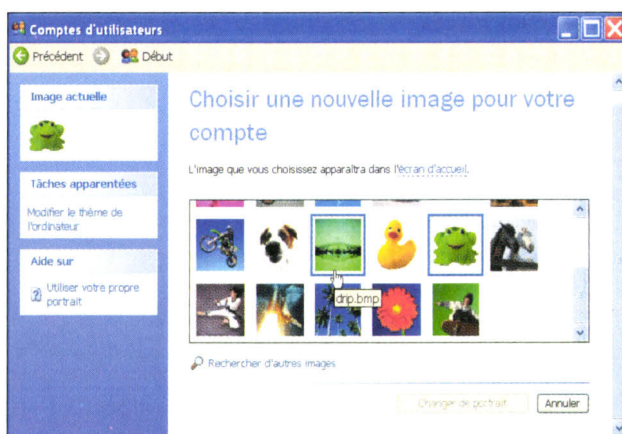 Comptes d'utilisateurs
Précédent Début
Image actuelle
Tâches apparentées
Modifier le thème de
l'ordinateur
Aide sur
Utiliser votre propre
portrait
Choisir une nouvelle image pour votre
compte
L'image que vous choisissez apparaîtra dans l'écran d'accueil.
drip.bmp
Rechercher d'autres images
Changer de portrait Annuler